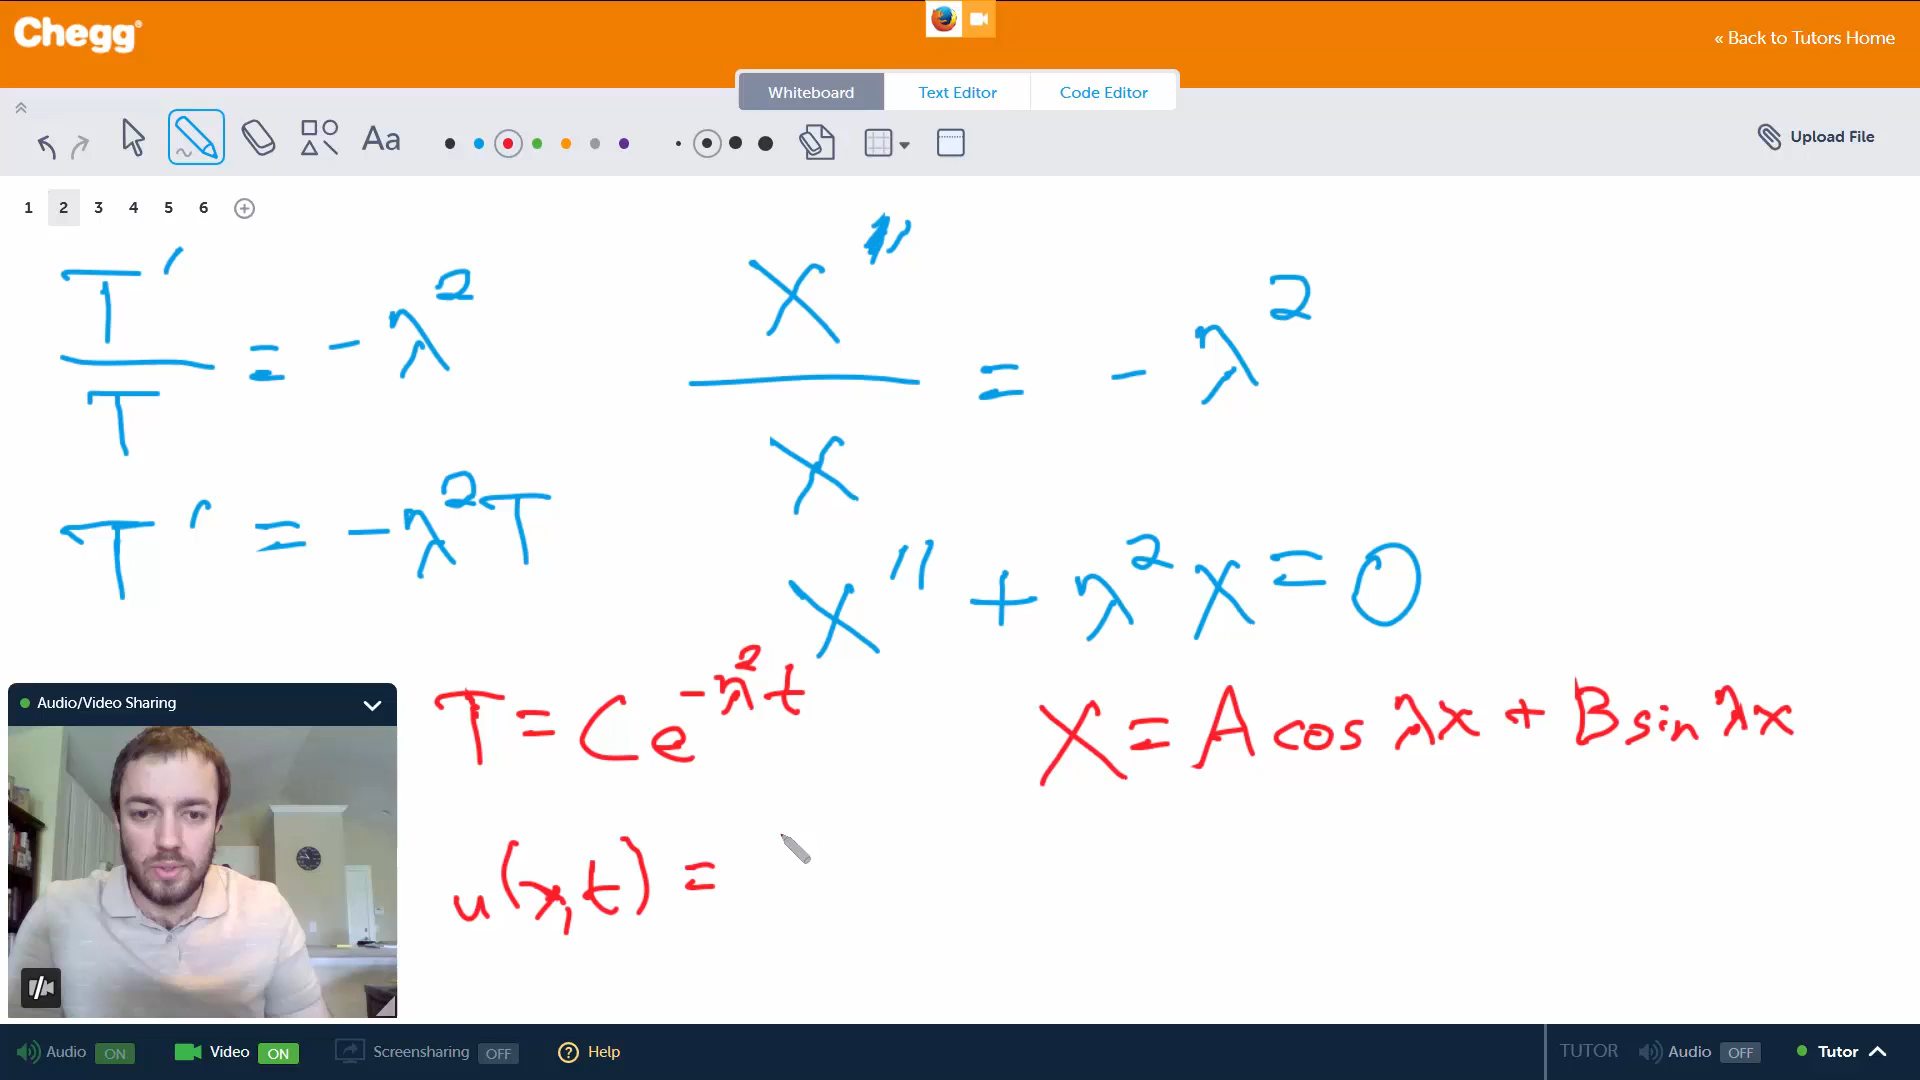 Chegg
« Back to Tutors Home
Whiteboard Text Editor Code Editor
Aa
Upload File
1 2 3 4 5 6
T'/T = -λ²
X''/X = -λ²
T' = -λ²T
X'' + λ²X = 0
Audio/Video Sharing
T = Ce^(-λ²t)
X = A cos λx + B sin λx
u(x,t) =
Audio ON Video ON Screensharing OFF ? Help TUTOR Audio OFF Tutor